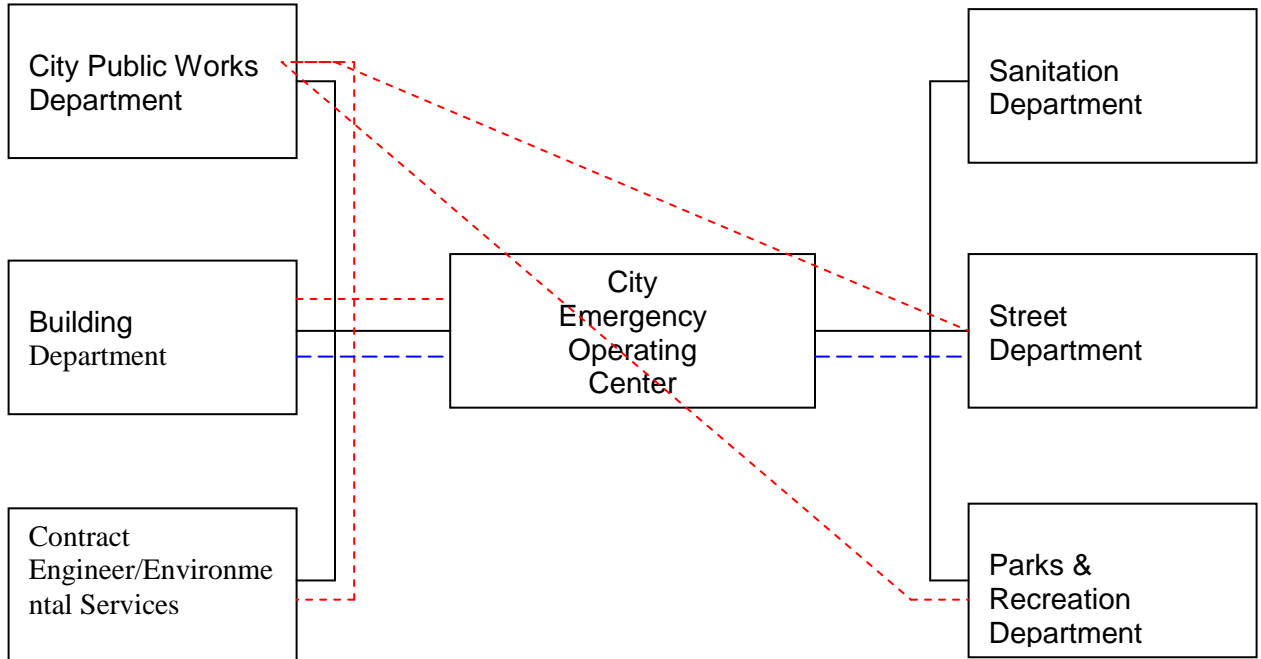 City Public Works
Department
Sanitation
Department
Building
Department
City
Emergency
Operating
Center
Street
Department
Contract
Engineer/Environme
ntal Services
Parks &
Recreation
Department